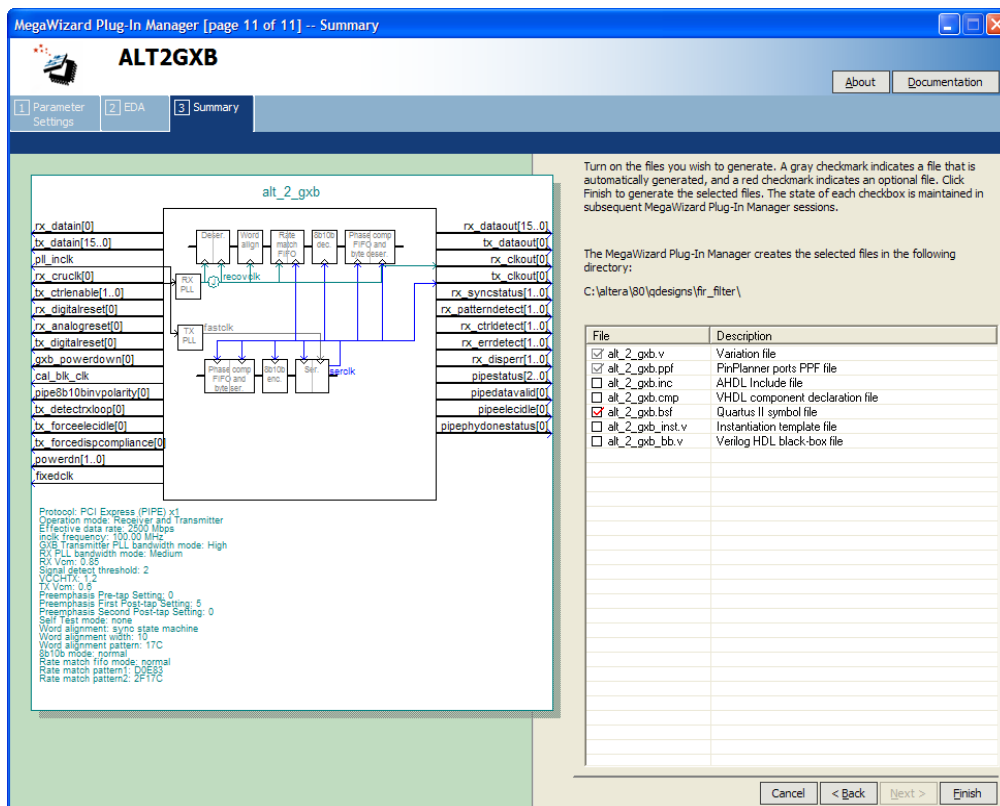 MegaWizard Plug-In Manager [page 11 of 11] -- Summary
ALT2GXB
About
Documentation
1 Parameter Settings
2 EDA
3 Summary
alt_2_gxb
rx_datain[0]
tx_datain[15..0]
pll_inclk
rx_cruclk[0]
tx_ctrlenable[1..0]
rx_digitalreset[0]
rx_analogreset[0]
tx_digitalreset[0]
gxb_powerdown[0]
cal_blk_clk
pipe8b10binvpolarity[0]
tx_detectrxloop[0]
tx_forceelecidle[0]
tx_forcedispcompliance[0]
powerdn[1..0]
fixedclk
Deser.
Word align
Rate match FIFO
8b10b dec.
Phase comp FIFO and byte deser.
RX PLL
recovclk
TX PLL
fastclk
Phase comp FIFO and byte ser.
8b10b enc.
Ser.
serclk
rx_dataout[15..0]
tx_dataout[0]
rx_clkout[0]
tx_clkout[0]
rx_syncstatus[1..0]
rx_patterndetect[1..0]
rx_ctrldetect[1..0]
rx_errdetect[1..0]
rx_disperr[1..0]
pipestatus[2..0]
pipedatavalid[0]
pipeelecidle[0]
pipephydonestatus[0]
Protocol: PCI Express (PIPE) x1
Operation mode: Receiver and Transmitter
Effective data rate: 2500 Mbps
inclk frequency: 100.00 MHz
GXB Transmitter PLL bandwidth mode: High
RX PLL bandwidth mode: Medium
RX Vcm: 0.85
Signal detect threshold: 2
VCCHTX: 1.2
TX Vcm: 0.6
Preemphasis Pre-tap Setting: 0
Preemphasis First Post-tap Setting: 5
Preemphasis Second Post-tap Setting: 0
Self Test mode: none
Word alignment: sync state machine
Word alignment width: 10
Word alignment pattern: 17C
8b10b mode: normal
Rate match fifo mode: normal
Rate match pattern1: D0E83
Rate match pattern2: 2F17C
Turn on the files you wish to generate. A gray checkmark indicates a file that is
automatically generated, and a red checkmark indicates an optional file. Click
Finish to generate the selected files. The state of each checkbox is maintained in
subsequent MegaWizard Plug-In Manager sessions.
The MegaWizard Plug-In Manager creates the selected files in the following
directory:
C:\altera\80\qdesigns\fir_filter\
File Description
alt_2_gxb.v Variation file
alt_2_gxb.ppf PinPlanner ports PPF file
alt_2_gxb.inc AHDL Include file
alt_2_gxb.cmp VHDL component declaration file
alt_2_gxb.bsf Quartus II symbol file
alt_2_gxb_inst.v Instantiation template file
alt_2_gxb_bb.v Verilog HDL black-box file
Cancel
< Back
Next >
Finish